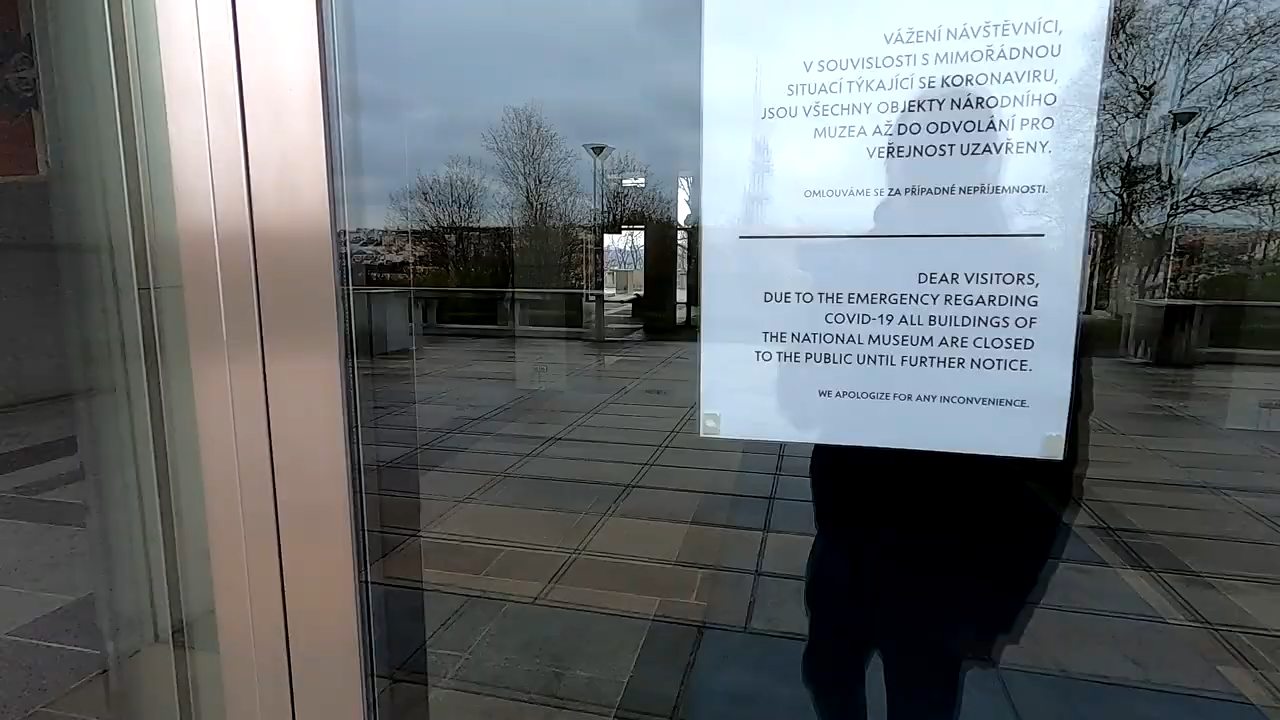 VÁŽENÍ NÁVŠTĚVNÍCI,
V SOUVISLOSTI S MIMOŘÁDNOU
SITUACÍ TÝKAJÍCÍ SE KORONAVIRU,
JSOU VŠECHNY OBJEKTY NÁRODNÍHO
MUZEA AŽ DO ODVOLÁNÍ PRO
VEŘEJNOST UZAVŘENY.
OMLOUVÁME SE ZA PŘÍPADNÉ NEPŘÍJEMNOSTI.
DEAR VISITORS,
DUE TO THE EMERGENCY REGARDING
COVID-19 ALL BUILDINGS OF
THE NATIONAL MUSEUM ARE CLOSED
TO THE PUBLIC UNTIL FURTHER NOTICE.
WE APOLOGIZE FOR ANY INCONVENIENCE.